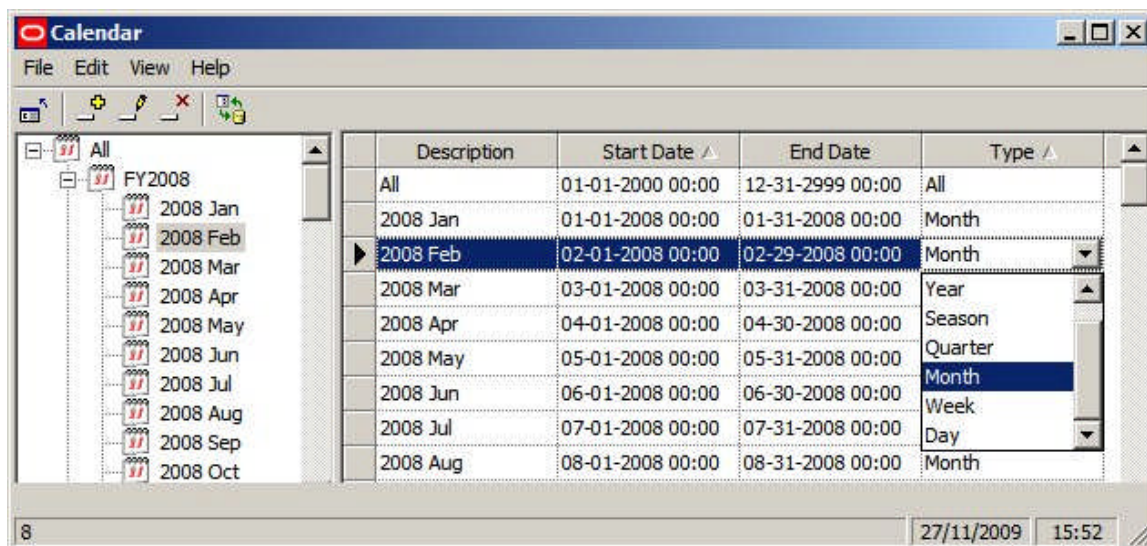 Calendar
File Edit View Help
All
FY2008
2008 Jan
2008 Feb
2008 Mar
2008 Apr
2008 May
2008 Jun
2008 Jul
2008 Aug
2008 Sep
2008 Oct
Description Start Date End Date Type
All 01-01-2000 00:00 12-31-2999 00:00 All
2008 Jan 01-01-2008 00:00 01-31-2008 00:00 Month
2008 Feb 02-01-2008 00:00 02-29-2008 00:00 Month
2008 Mar 03-01-2008 00:00 03-31-2008 00:00
2008 Apr 04-01-2008 00:00 04-30-2008 00:00
2008 May 05-01-2008 00:00 05-31-2008 00:00
2008 Jun 06-01-2008 00:00 06-30-2008 00:00
2008 Jul 07-01-2008 00:00 07-31-2008 00:00
2008 Aug 08-01-2008 00:00 08-31-2008 00:00 Month
Year
Season
Quarter
Month
Week
Day
8 27/11/2009 15:52